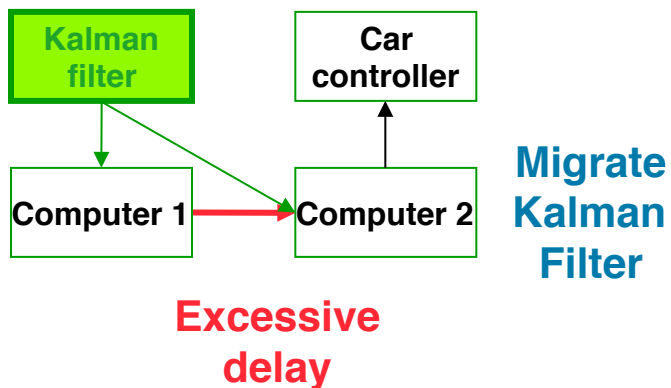 Kalman
filter
Car
controller
Computer 1
Computer 2
Migrate
Kalman
Filter
Excessive
delay